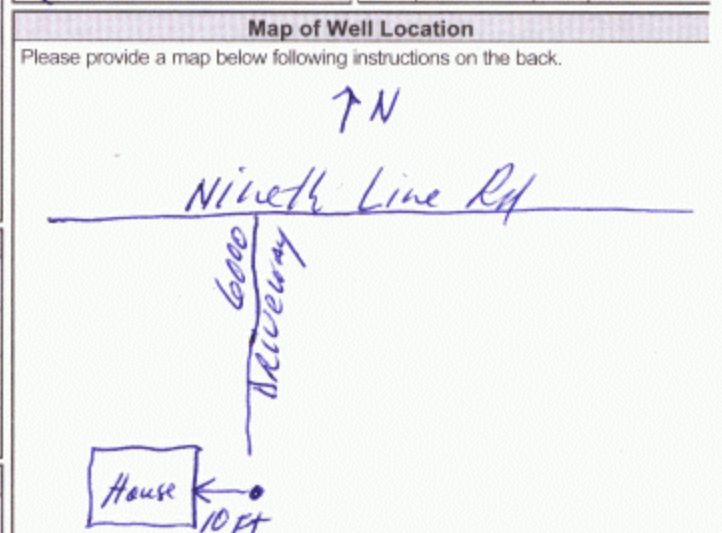 Map of Well Location
Please provide a map below following instructions on the back.
↑ N
Nineth Line Rd
6000
DRIVEWAY
House
10 FT